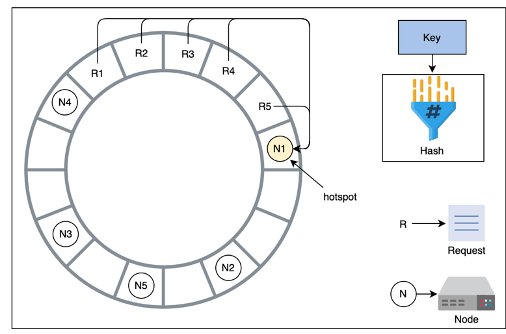 R1
R2
R3
R4
R5
N4
N1
hotspot
N3
N5
N2
Key
#
Hash
R
Request
N
Node